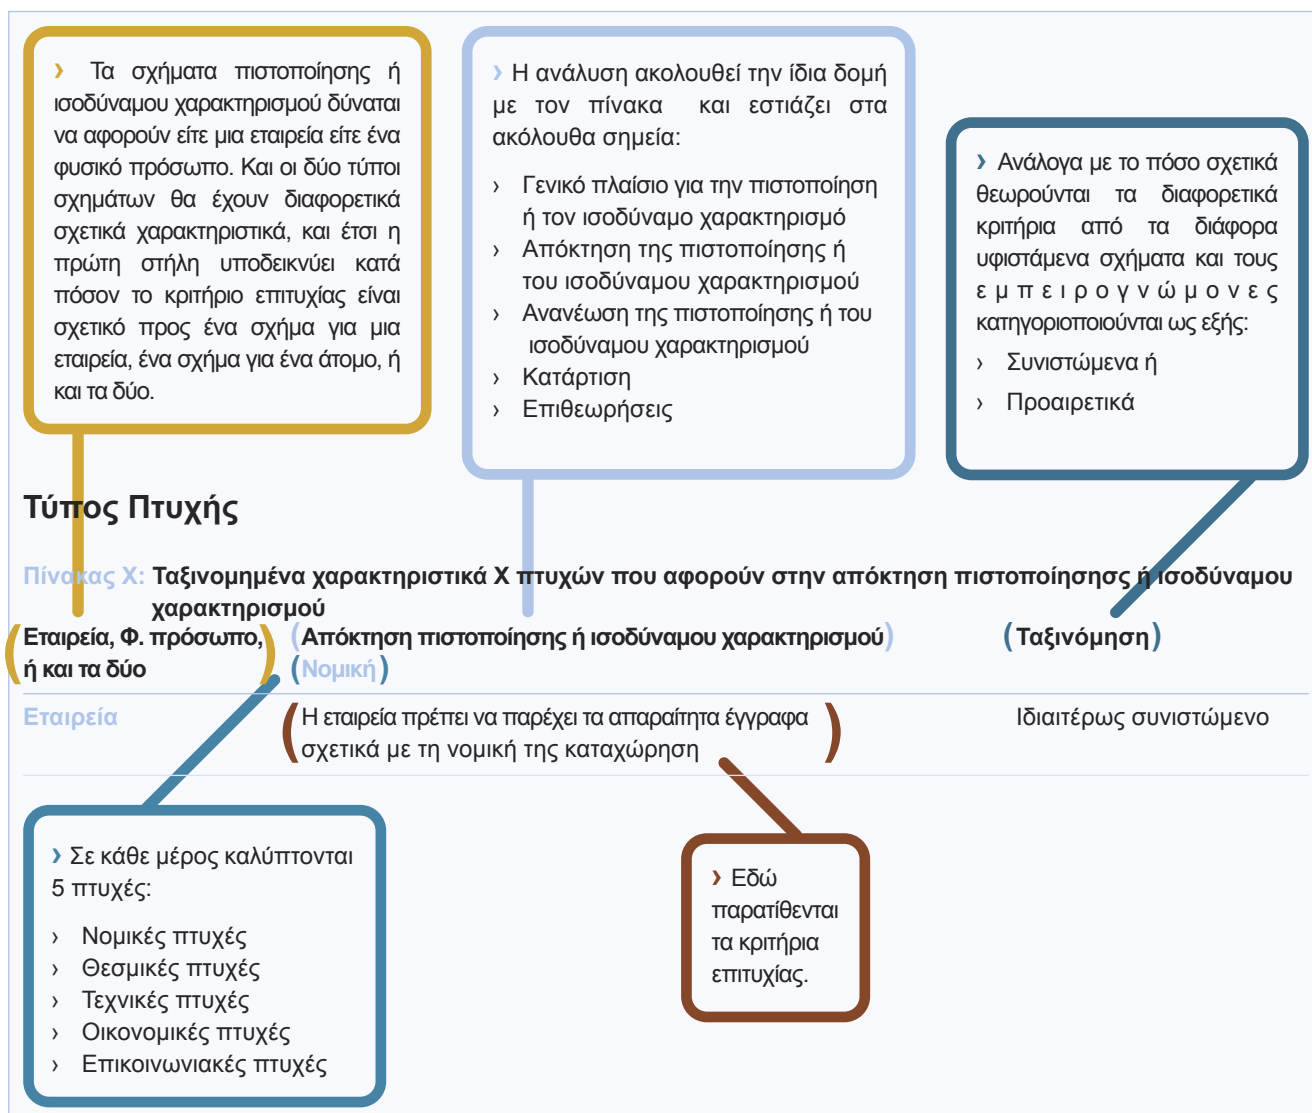 › Τα σχήματα πιστοποίησης ή
ισοδύναμου χαρακτηρισμού δύναται
να αφορούν είτε μια εταιρεία είτε ένα
φυσικό πρόσωπο. Και οι δύο τύποι
σχημάτων θα έχουν διαφορετικά
σχετικά χαρακτηριστικά, και έτσι η
πρώτη στήλη υποδεικνύει κατά
πόσον το κριτήριο επιτυχίας είναι
σχετικό προς ένα σχήμα για μια
εταιρεία, ένα σχήμα για ένα άτομο, ή
και τα δύο.
› Η ανάλυση ακολουθεί την ίδια δομή
με τον πίνακα και εστιάζει στα
ακόλουθα σημεία:
› Γενικό πλαίσιο για την πιστοποίηση
ή τον ισοδύναμο χαρακτηρισμό
› Απόκτηση της πιστοποίησης ή
του ισοδύναμου χαρακτηρισμού
› Ανανέωση της πιστοποίησης ή του
ισοδύναμου χαρακτηρισμού
› Κατάρτιση
› Επιθεωρήσεις
› Ανάλογα με το πόσο σχετικά
θεωρούνται τα διαφορετικά
κριτήρια από τα διάφορα
υφιστάμενα σχήματα και τους
εμπειρογνώμονες
κατηγοριοποιούνται ως εξής:
› Συνιστώμενα ή
› Προαιρετικά
Τύπος Πτυχής
Πίνακας Χ: Ταξινομημένα χαρακτηριστικά Χ πτυχών που αφορούν στην απόκτηση πιστοποίησησς ή ισοδύναμου
χαρακτηρισμού
(Εταιρεία, Φ. πρόσωπο,
ή και τα δύο)
(Απόκτηση πιστοποίησης ή ισοδύναμου χαρακτηρισμού)
(Νομική)
(Ταξινόμηση)
Εταιρεία
(Η εταιρεία πρέπει να παρέχει τα απαραίτητα έγγραφα
σχετικά με τη νομική της καταχώρηση)
Ιδιαιτέρως συνιστώμενο
› Σε κάθε μέρος καλύπτονται
5 πτυχές:
› Νομικές πτυχές
› Θεσμικές πτυχές
› Τεχνικές πτυχές
› Οικονομικές πτυχές
› Επικοινωνιακές πτυχές
› Εδώ
παρατίθενται
τα κριτήρια
επιτυχίας.